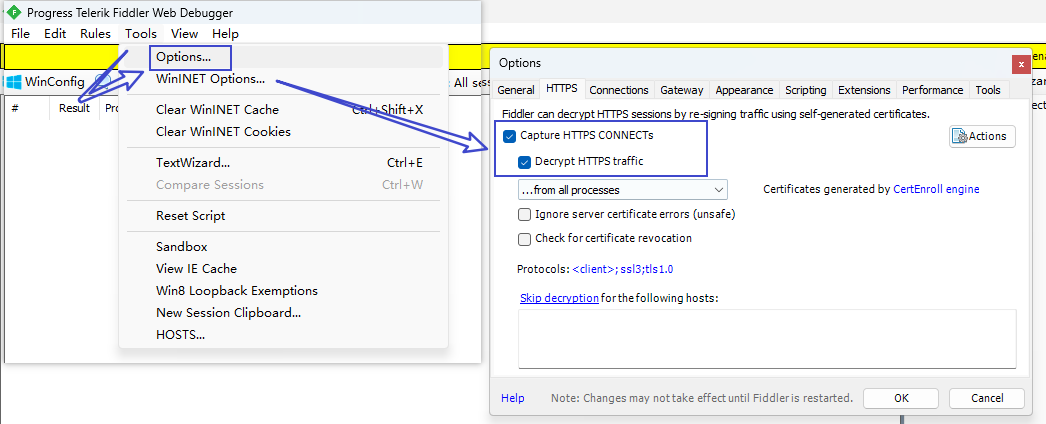 Progress Telerik Fiddler Web Debugger
File Edit Rules Tools View Help
WinConfig
# Result
Options...
WinINET Options...
Clear WinINET Cache Ctrl+Shift+X
Clear WinINET Cookies
TextWizard... Ctrl+E
Compare Sessions Ctrl+W
Reset Script
Sandbox
View IE Cache
Win8 Loopback Exemptions
New Session Clipboard...
HOSTS...
All
Options
x
General HTTPS Connections Gateway Appearance Scripting Extensions Performance Tools
Fiddler can decrypt HTTPS sessions by re-signing traffic using self-generated certificates.
Capture HTTPS CONNECTs
Actions
Decrypt HTTPS traffic
...from all processes
Certificates generated by CertEnroll engine
Ignore server certificate errors (unsafe)
Check for certificate revocation
Protocols: <client>;ssl3;tls1.0
Skip decryption for the following hosts:
Help Note: Changes may not take effect until Fiddler is restarted. OK Cancel